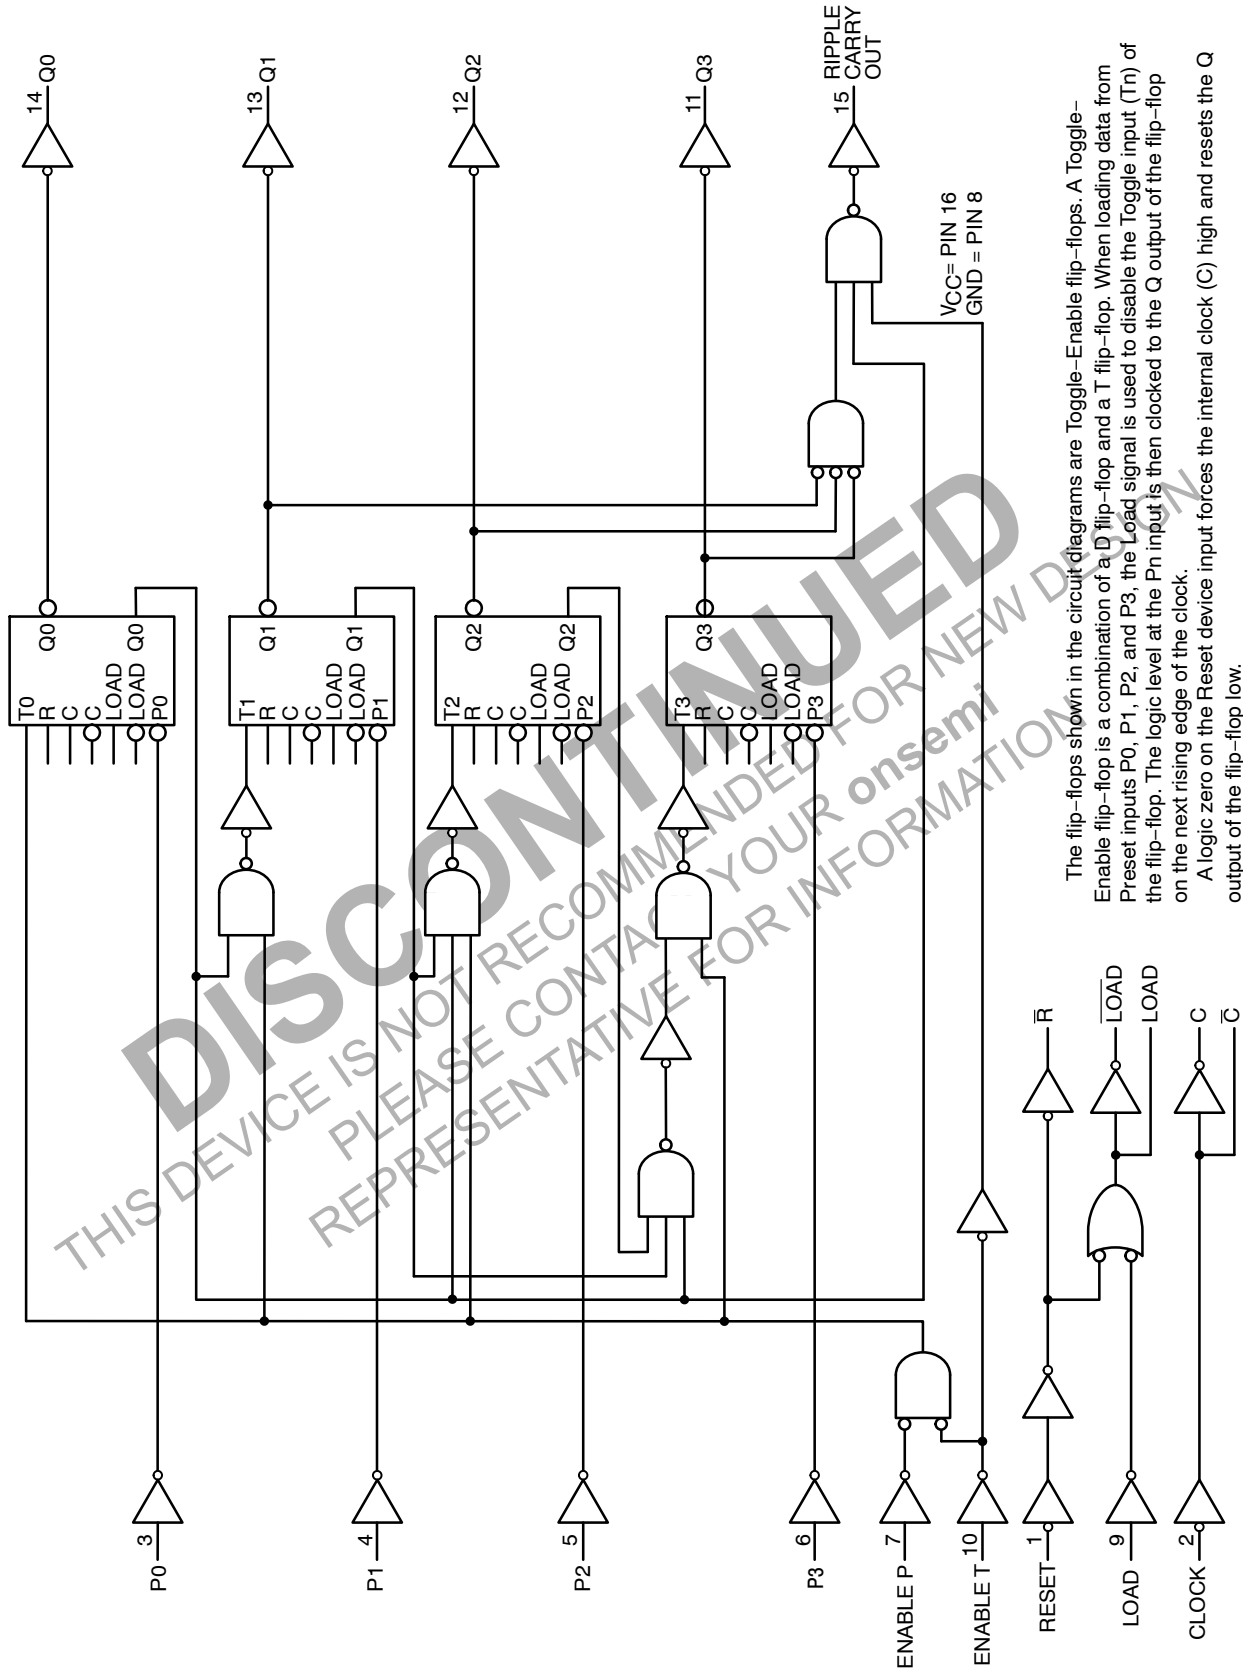 P0
3
P1
4
P2
5
P3
6
ENABLE P
7
ENABLE T
10
RESET
1
LOAD
9
CLOCK
2
T0
R
C
C
LOAD
LOAD
P0
Q0
Q0
T1
R
C
C
LOAD
LOAD
P1
Q1
Q1
T2
R
C
C
LOAD
LOAD
P2
Q2
Q2
T3
R
C
C
LOAD
LOAD
P3
Q3
14
Q0
13
Q1
12
Q2
11
Q3
15
RIPPLE
CARRY
OUT
VCC= PIN 16
GND = PIN 8
R̅
L̅O̅A̅D̅
LOAD
C
C̅
The flip−flops shown in the circuit diagrams are Toggle−Enable flip−flops. A Toggle−
Enable flip−flop is a combination of a D flip−flop and a T flip−flop. When loading data from
Preset inputs P0, P1, P2, and P3, the Load signal is used to disable the Toggle input (Tn) of
the flip−flop. The logic level at the Pn input is then clocked to the Q output of the flip−flop
on the next rising edge of the clock.
A logic zero on the Reset device input forces the internal clock (C) high and resets the Q
output of the flip−flop low.
DISCONTINUED
THIS DEVICE IS NOT RECOMMENDED FOR NEW DESIGN
PLEASE CONTACT YOUR onsemi
REPRESENTATIVE FOR INFORMATION